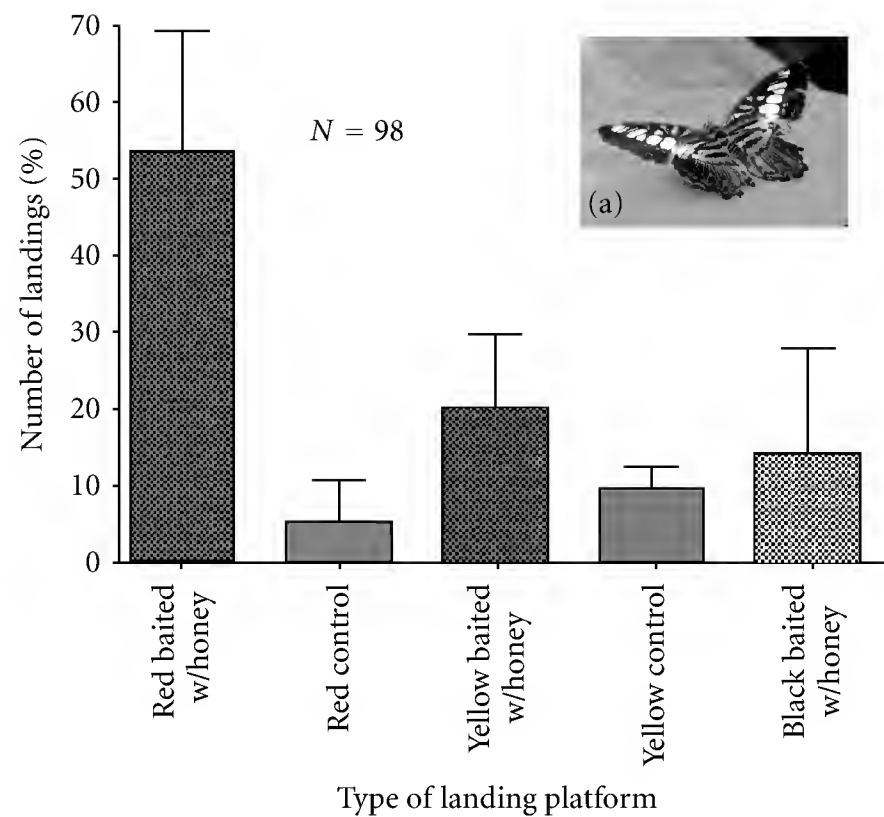 70
60
50
40
30
20
10
0
Number of landings (%)
N = 98
(a)
Red baited
w/honey
Red control
Yellow baited
w/honey
Yellow control
Black baited
w/honey
Type of landing platform